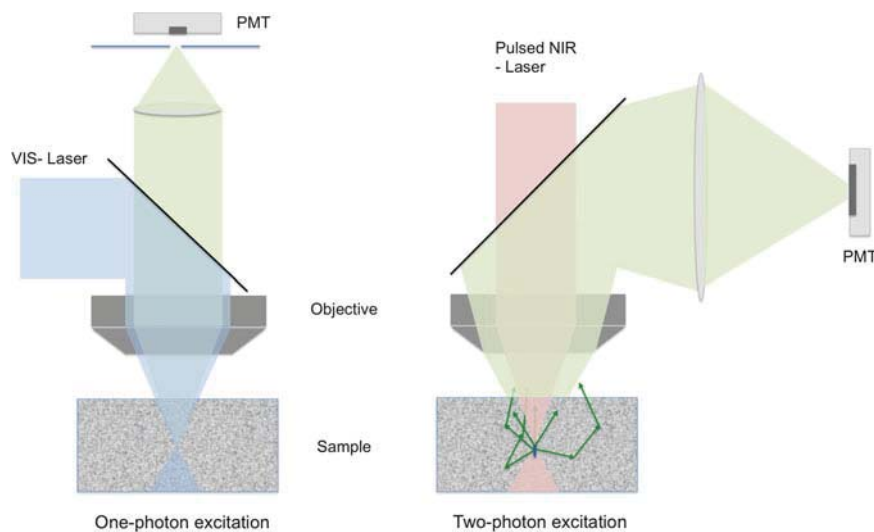 PMT
Pulsed NIR
- Laser
VIS- Laser
PMT
Objective
Sample
One-photon excitation
Two-photon excitation